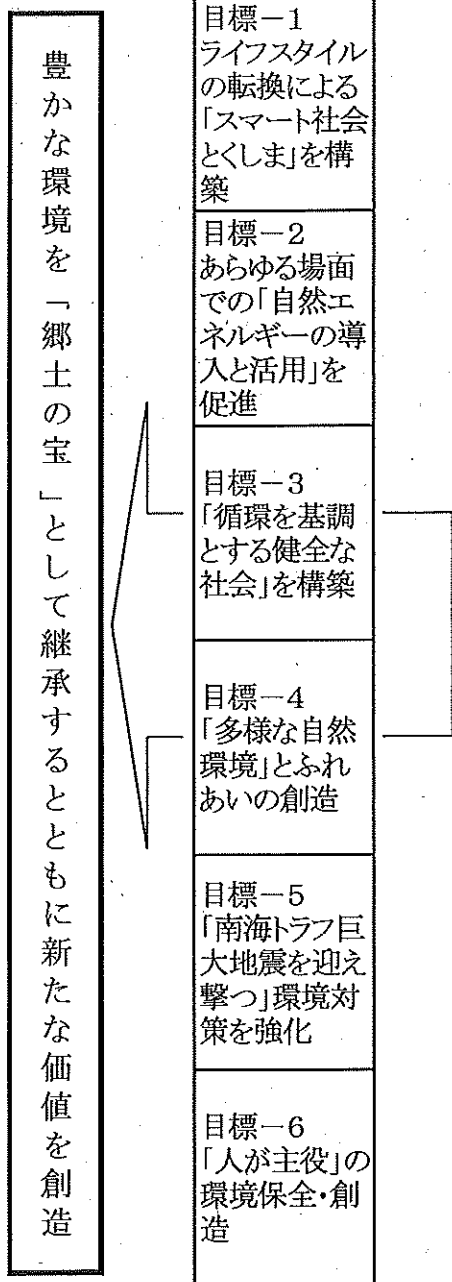 豊かな環境を「郷土の宝」として継承するとともに新たな価値を創造
目標－1
ライフスタイル
の転換による
「スマート社会
とくしま」を構
築
目標－2
あらゆる場面
での「自然エ
ネルギーの導
入と活用」を
促進
目標－3
「循環を基調
とする健全な
社会」を構築
目標－4
「多様な自然
環境」とふれ
あいの創造
目標－5
「南海トラフ巨
大地震を迎え
撃つ」環境対
策を強化
目標－6
「人が主役」の
環境保全・創
造